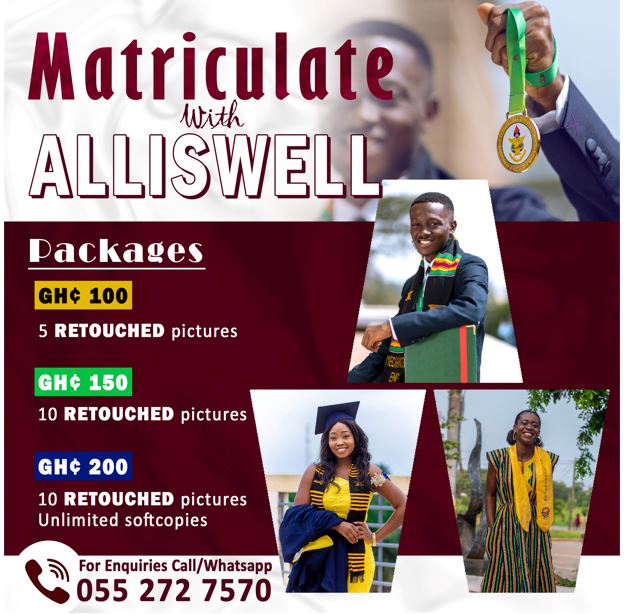 Matriculate
With
ALLISWELL
Packages
GH¢ 100
5 RETOUCHED pictures
GH¢ 150
10 RETOUCHED pictures
GH¢ 200
10 RETOUCHED pictures
Unlimited softcopies
For Enquiries Call/Whatsapp
055 272 7570